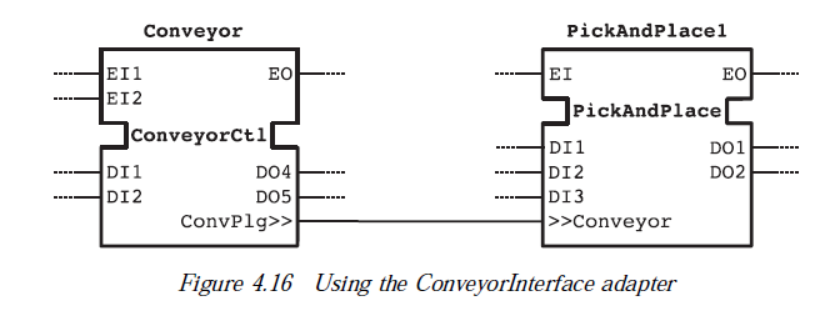 Conveyor PickAndPlace1
EI1 EO EI EO
EI2
ConveyorCtl PickAndPlace
DI1 DO4 DI1 DO1
DI2 DO5 DI2 DO2
DI3
ConvPlg>> >>Conveyor
Figure 4.16 Using the ConveyorInterface adapter